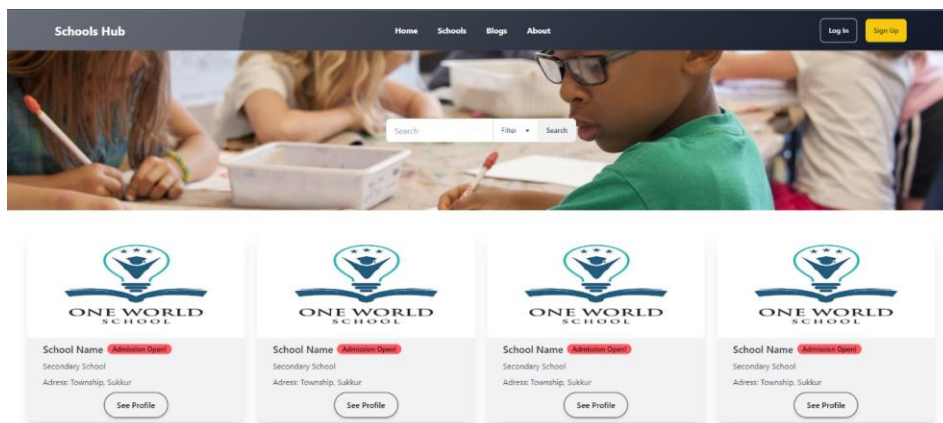 Schools Hub Home Schools Blogs About Log In Sign Up
Search Filter Search
ONE WORLD ONE WORLD ONE WORLD ONE WORLD
SCHOOL SCHOOL SCHOOL SCHOOL
School Name Admission Open! School Name Admission Open! School Name Admission Open! School Name Admission Open!
Secondary School Secondary School Secondary School Secondary School
Adress: Township, Sukkur Adress: Township, Sukkur Adress: Township, Sukkur Adress: Township, Sukkur
See Profile See Profile See Profile See Profile